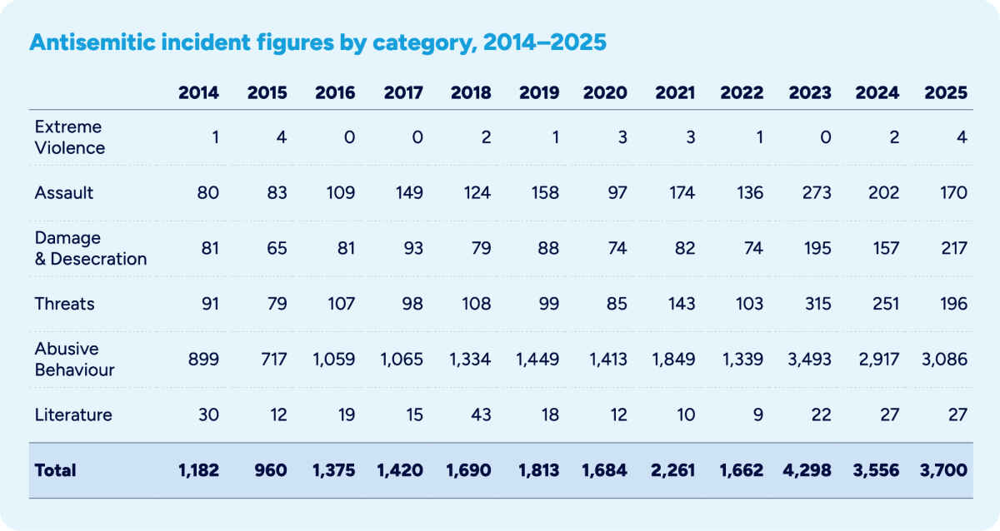 Antisemitic incident figures by category, 2014–2025
2014 2015 2016 2017 2018 2019 2020 2021 2022 2023 2024 2025
Extreme
Violence 1 4 0 0 2 1 3 3 1 0 2 4
Assault 80 83 109 149 124 158 97 174 136 273 202 170
Damage
& Desecration 81 65 81 93 79 88 74 82 74 195 157 217
Threats 91 79 107 98 108 99 85 143 103 315 251 196
Abusive
Behaviour 899 717 1,059 1,065 1,334 1,449 1,413 1,849 1,339 3,493 2,917 3,086
Literature 30 12 19 15 43 18 12 10 9 22 27 27
Total 1,182 960 1,375 1,420 1,690 1,813 1,684 2,261 1,662 4,298 3,556 3,700